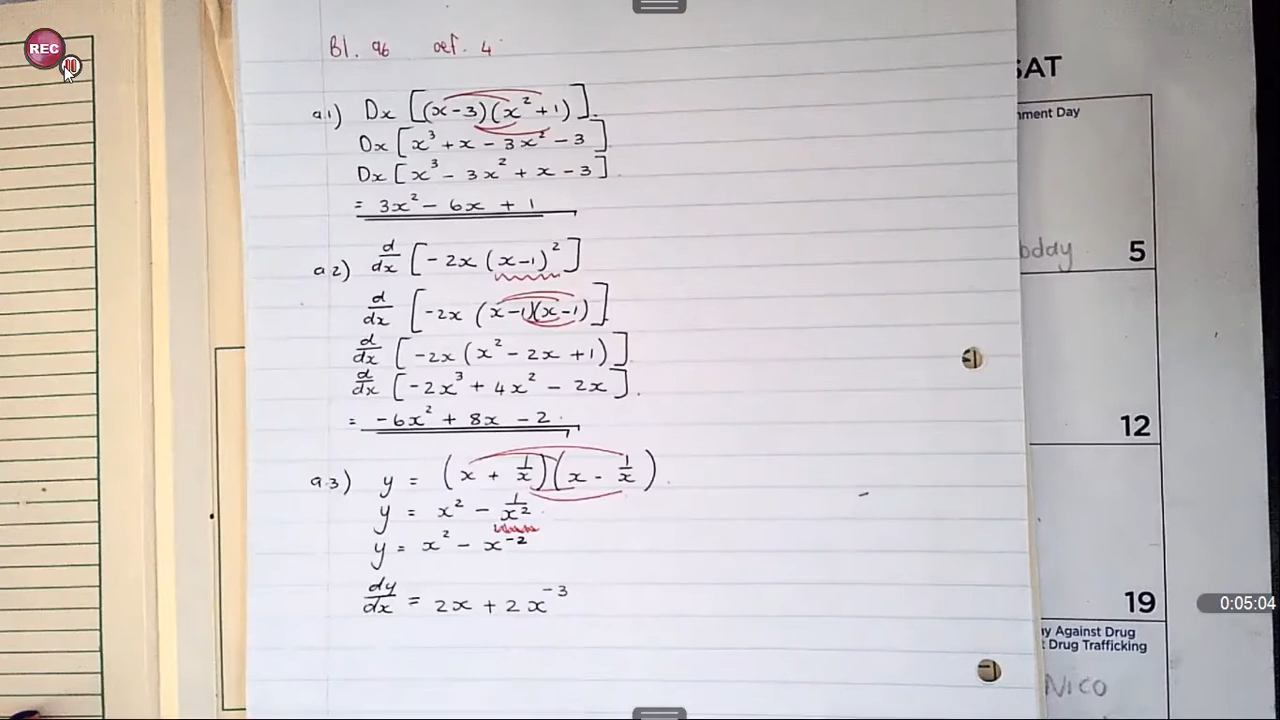 REC
Bl. 96 oef. 4
a1) Dx [(x-3)(x²+1)]
Dx [x³ + x - 3x² - 3]
Dx [x³ - 3x² + x - 3]
= 3x² - 6x + 1
a2) d/dx [-2x (x-1)²]
d/dx [-2x (x-1)(x-1)]
d/dx [-2x (x² - 2x + 1)]
d/dx [-2x³ + 4x² - 2x]
= -6x² + 8x - 2
a3) y = (x + 1/x)(x - 1/x)
y = x² - 1/x²
y = x² - x⁻²
dy/dx = 2x + 2x⁻³
SAT
nment Day
bday 5
12
19
0:05:04
ay Against Drug
t Drug Trafficking
Nico